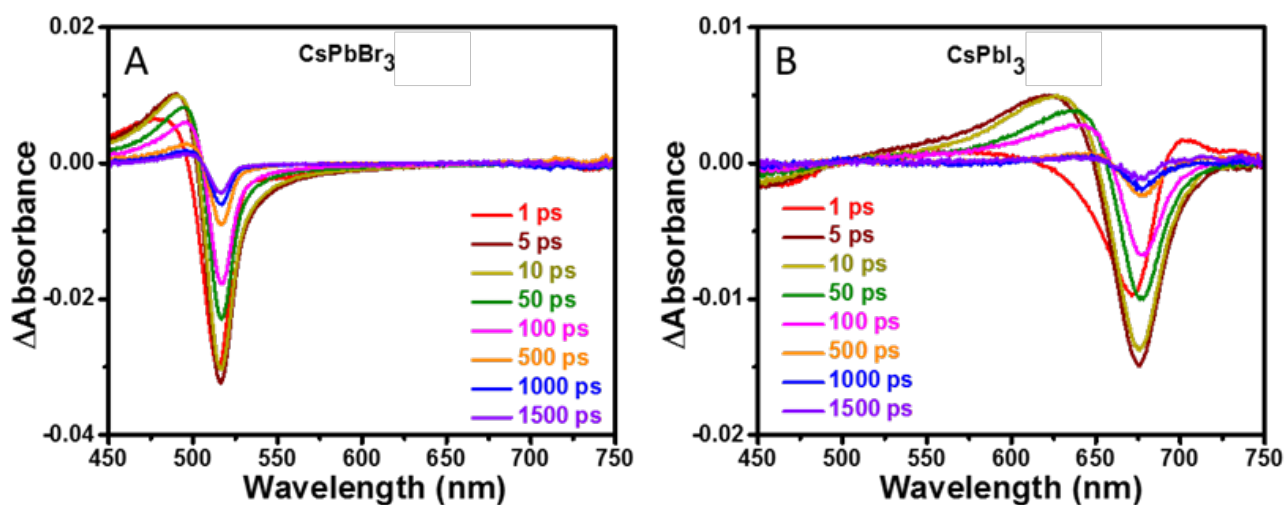 A
CsPbBr3
ΔAbsorbance
0.02
0.00
-0.02
-0.04
1 ps
5 ps
10 ps
50 ps
100 ps
500 ps
1000 ps
1500 ps
450 500 550 600 650 700 750
Wavelength (nm)
B
CsPbI3
ΔAbsorbance
0.01
0.00
-0.01
-0.02
1 ps
5 ps
10 ps
50 ps
100 ps
500 ps
1000 ps
1500 ps
450 500 550 600 650 700 750
Wavelength (nm)